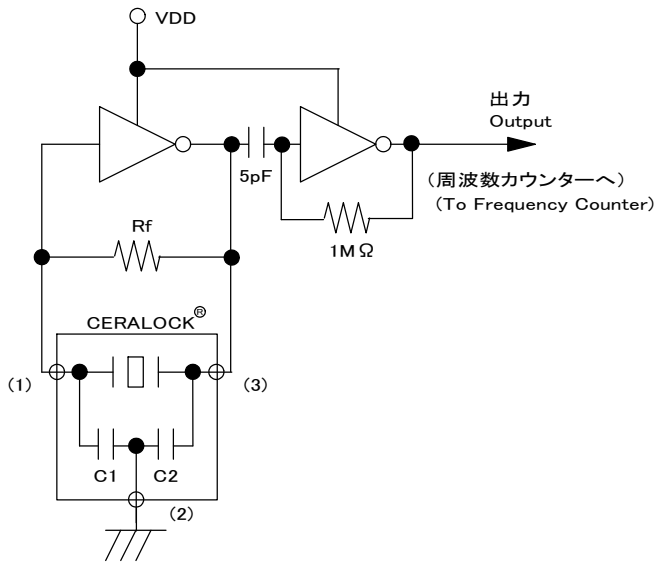 VDD
出力
Output
5pF
(周波数カウンターへ)
(To Frequency Counter)
Rf
1MΩ
CERALOCK®
(1)
(3)
C1
C2
(2)